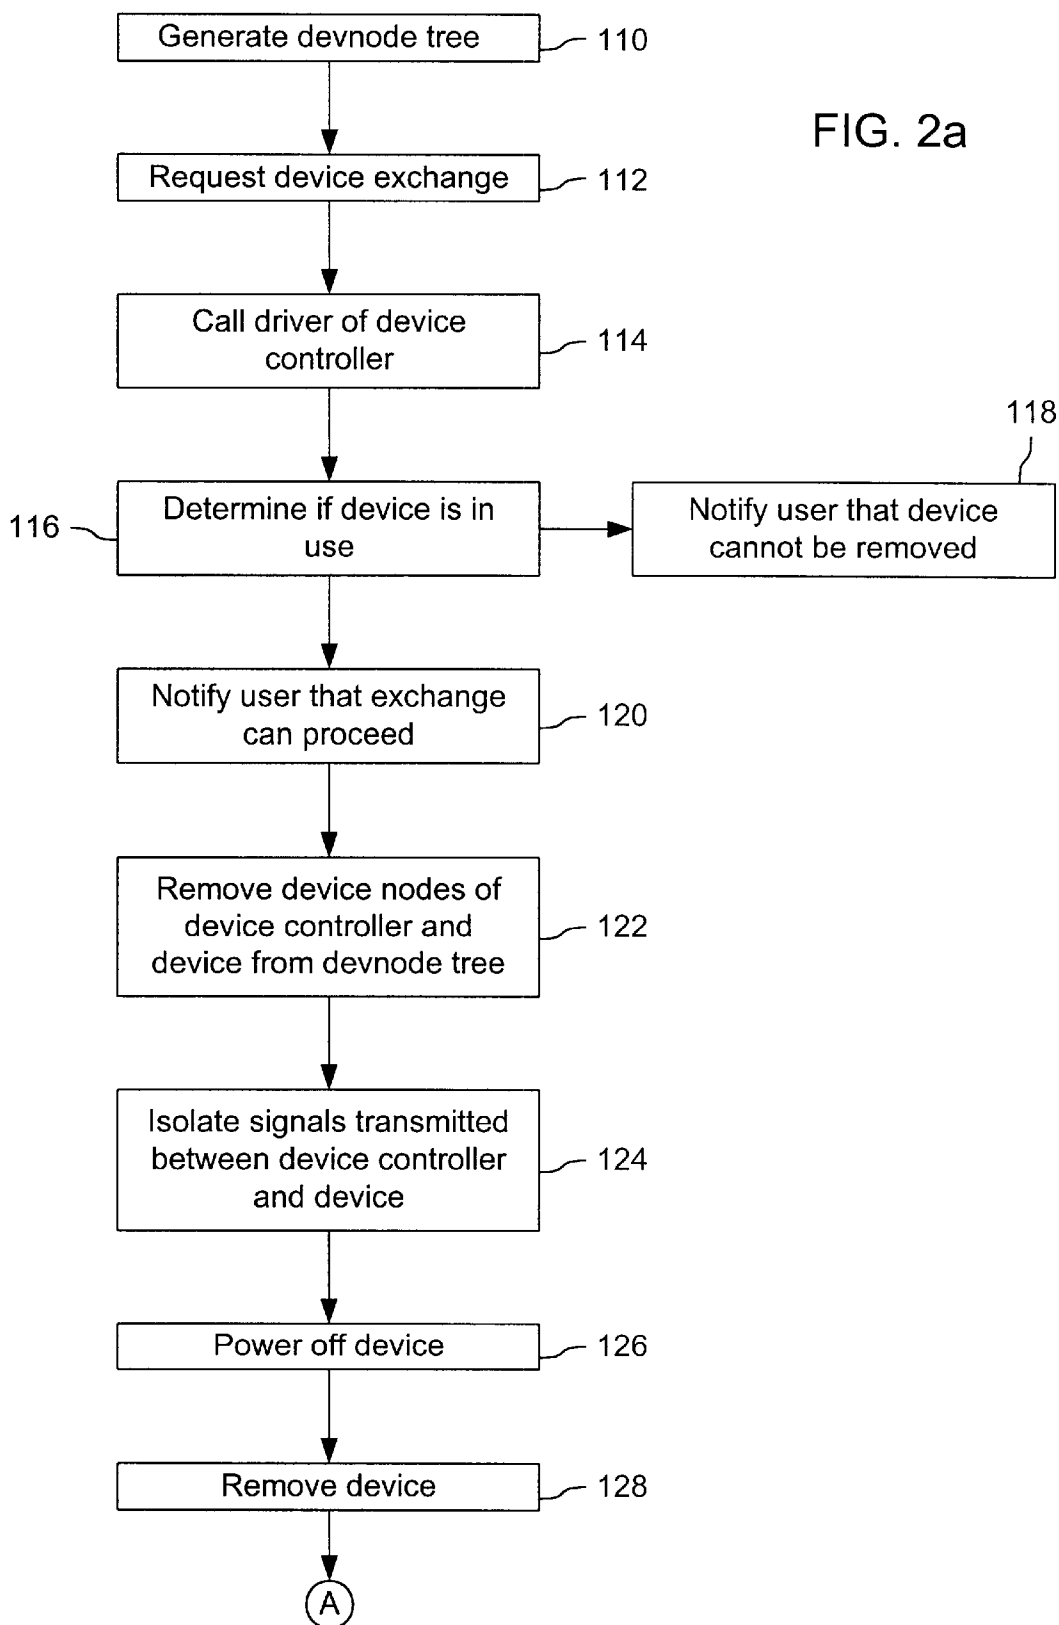 Generate devnode tree
110
FIG. 2a
Request device exchange
112
Call driver of device
controller
114
118
116
Determine if device is in
use
Notify user that device
cannot be removed
Notify user that exchange
can proceed
120
Remove device nodes of
device controller and
device from devnode tree
122
Isolate signals transmitted
between device controller
and device
124
Power off device
126
Remove device
128
A